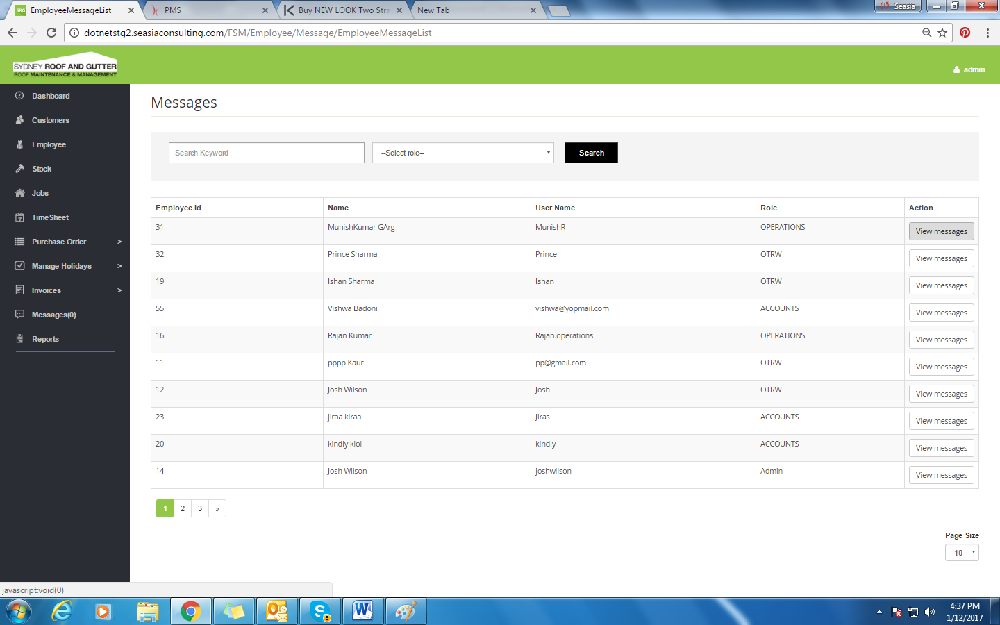 EmployeeMessageList
PMS
Buy NEW LOOK Two Stra
New Tab
Seasia
dotnetstg2.seasiaconsulting.com/FSM/Employee/Message/EmployeeMessageList
SYDNEY ROOF AND GUTTER
ROOF MAINTENANCE & MANAGEMENT
admin
Dashboard
Customers
Employee
Stock
Jobs
TimeSheet
Purchase Order >
Manage Holidays >
Invoices >
Messages(0)
Reports
Messages
Search Keyword
--Select role--
Search
Employee Id Name User Name Role Action
31 MunishKumar GArg MunishR OPERATIONS View messages
32 Prince Sharma Prince OTRW View messages
19 Ishan Sharma Ishan OTRW View messages
55 Vishwa Badoni vishwa@yopmail.com ACCOUNTS View messages
16 Rajan Kumar Rajan.operations OPERATIONS View messages
11 pppp Kaur pp@gmail.com OTRW View messages
12 Josh Wilson Josh OTRW View messages
23 jiraa kiraa Jiras ACCOUNTS View messages
20 kindly kiol kindly ACCOUNTS View messages
14 Josh Wilson joshwilson Admin View messages
1 2 3 »
Page Size
10
javascript:void(0)
4:37 PM
1/12/2017